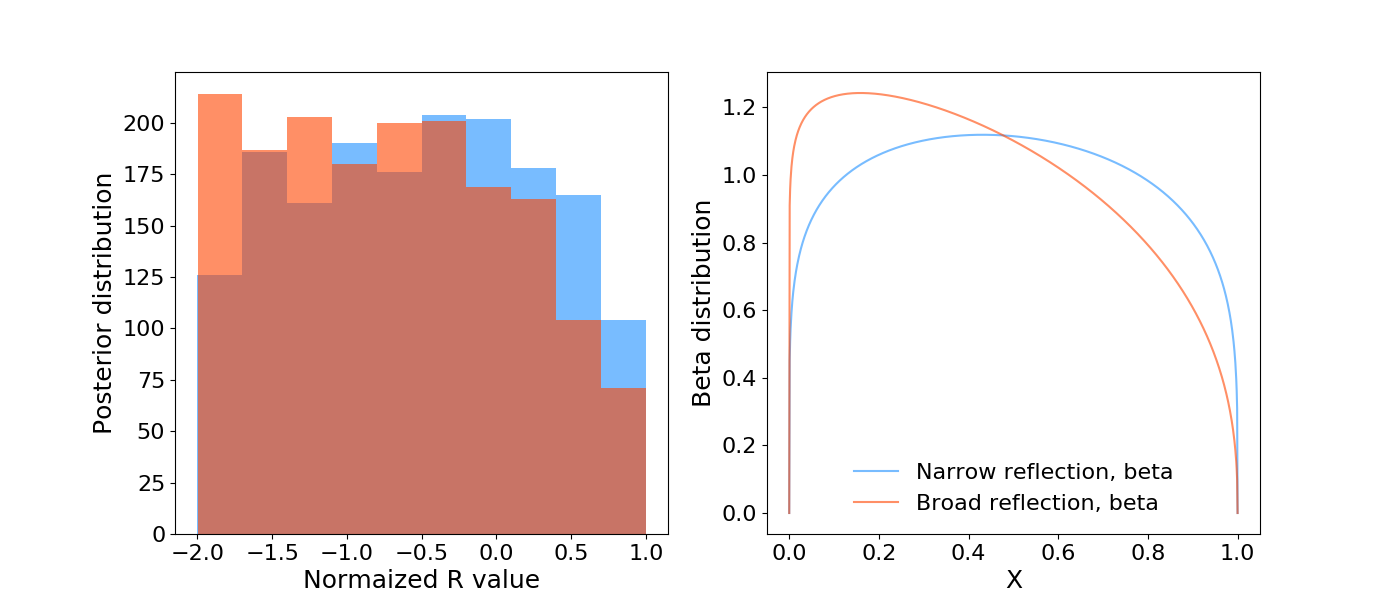 Posterior distribution
200
175
150
125
100
75
50
25
0
−2.0 −1.5 −1.0 −0.5 0.0 0.5 1.0
Normaized R value
Beta distribution
1.2
1.0
0.8
0.6
0.4
0.2
0.0
Narrow reflection, beta
Broad reflection, beta
0.0 0.2 0.4 0.6 0.8 1.0
X